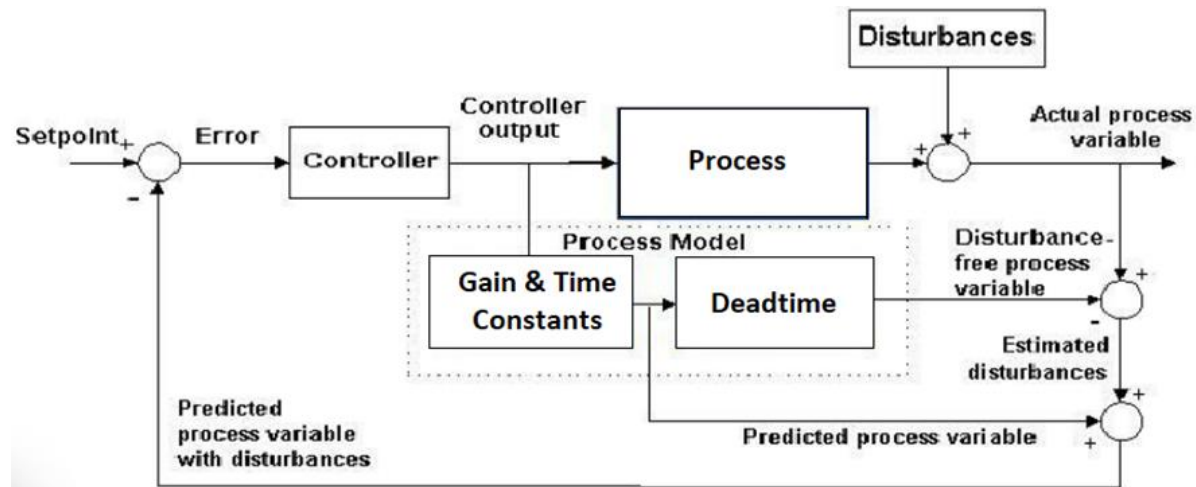 Disturbances
Setpoint
+
-
Error
Controller
Controller
output
Process
+
+
Actual process
variable
Process Model
Gain & Time
Constants
Deadtime
Disturbance-
free process
variable
+
-
Estimated
disturbances
+
+
Predicted process variable
Predicted
process variable
with disturbances